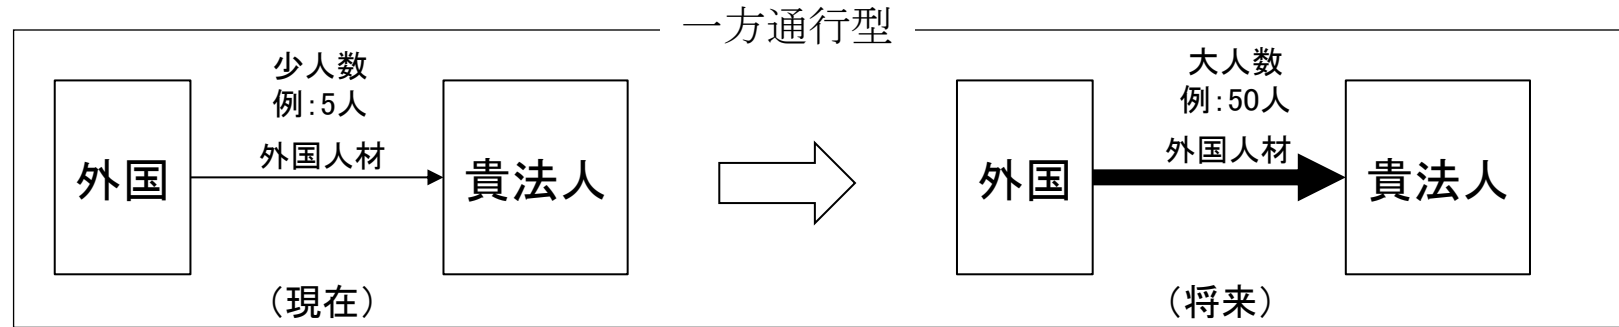 一方通行型
少人数
例:5人
外国人材
外国
貴法人
(現在)
大人数
例:50人
外国人材
外国
貴法人
(将来)